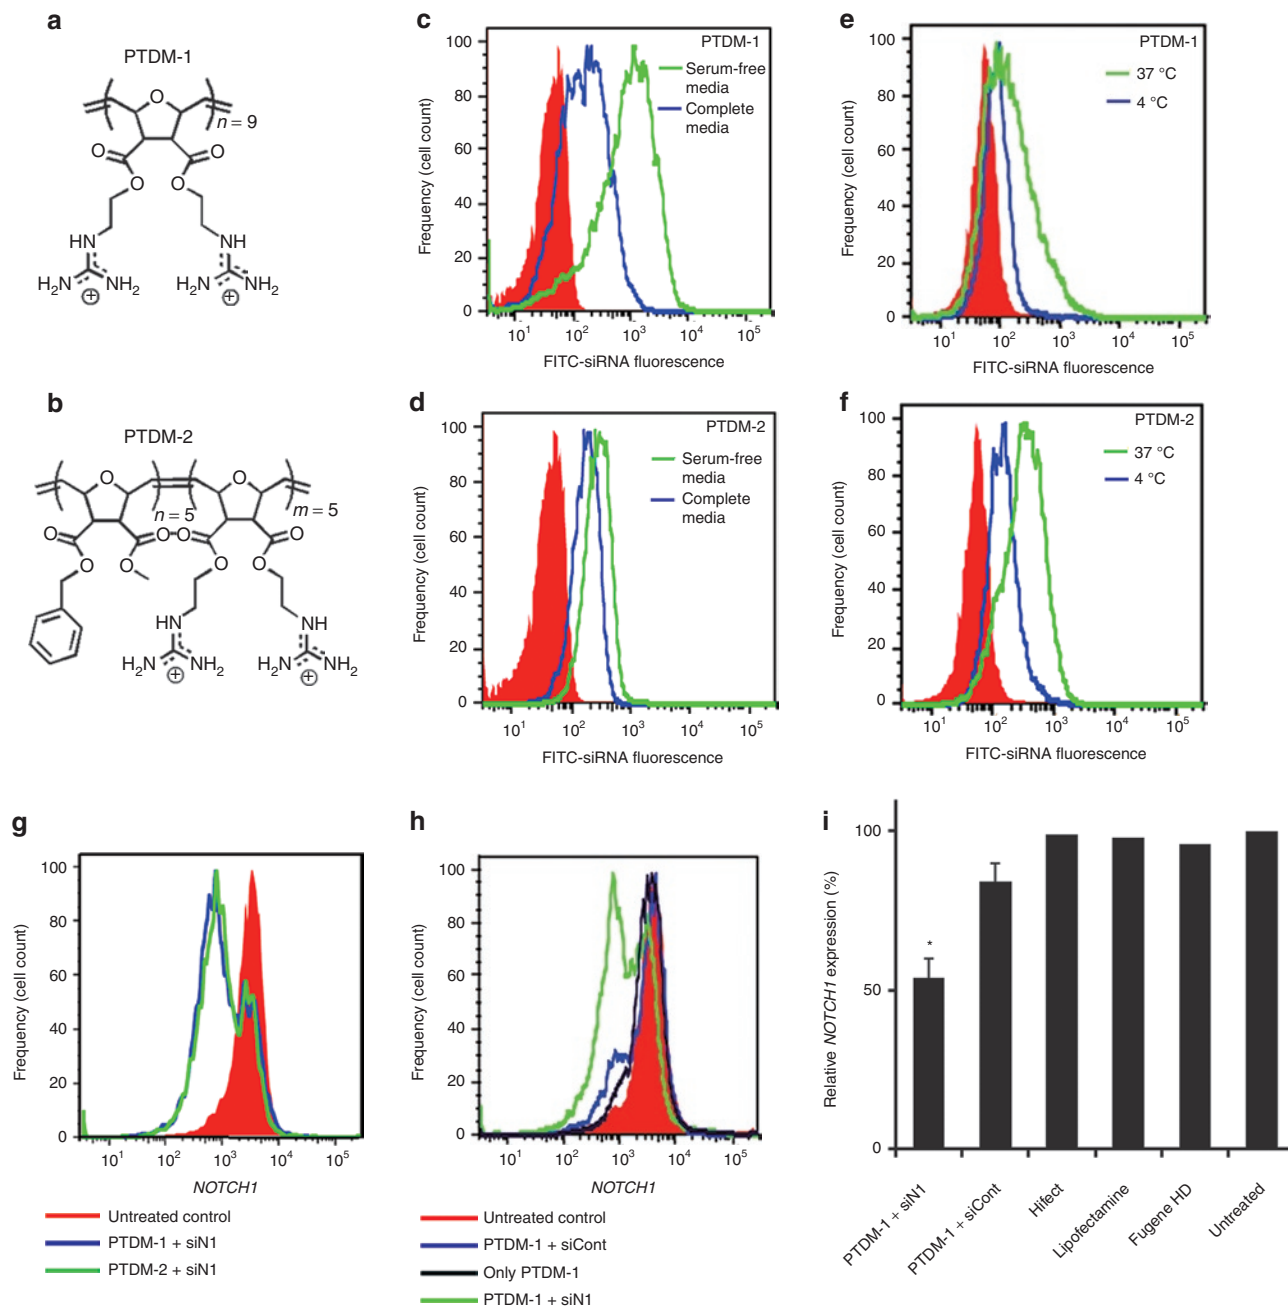 a
PTDM-1
O
n = 9
O
O
O
O
HN
NH
H2N
NH2
H2N
NH2
+
+
b
PTDM-2
O
O
n = 5
m = 5
O
O
O
O
O
O
O
O
HN
NH
H2N
NH2
H2N
NH2
+
+
c
PTDM-1
Serum-free
media
Complete
media
Frequency (cell count)
100
80
60
40
20
0
10^1 10^2 10^3 10^4 10^5
FITC-siRNA fluorescence
d
PTDM-2
Serum-free
media
Complete
media
Frequency (cell count)
100
80
60
40
20
0
10^1 10^2 10^3 10^4 10^5
FITC-siRNA fluorescence
e
PTDM-1
37 °C
4 °C
Frequency (cell count)
100
80
60
40
20
0
10^1 10^2 10^3 10^4 10^5
FITC-siRNA fluorescence
f
PTDM-2
37 °C
4 °C
Frequency (cell count)
100
80
60
40
20
0
10^1 10^2 10^3 10^4 10^5
FITC-siRNA fluorescence
g
Frequency (cell count)
100
80
60
40
20
0
10^1 10^2 10^3 10^4 10^5
NOTCH1
Untreated control
PTDM-1 + siN1
PTDM-2 + siN1
h
Frequency (cell count)
100
80
60
40
20
0
10^1 10^2 10^3 10^4 10^5
NOTCH1
Untreated control
PTDM-1 + siCont
Only PTDM-1
PTDM-1 + siN1
i
Relative NOTCH1 expression (%)
100
50
0
*
PTDM-1 + siN1
PTDM-1 + siCont
Hifect
Lipofectamine
Fugene HD
Untreated